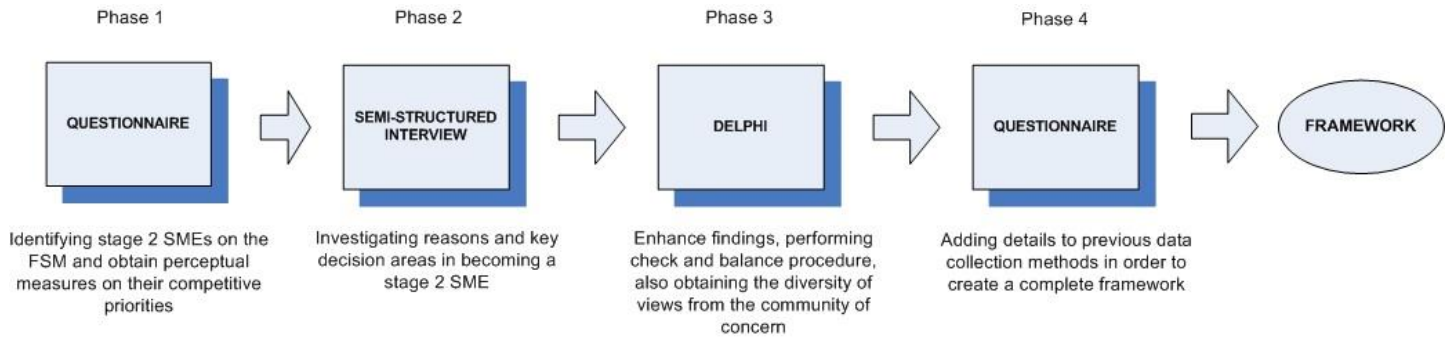 Phase 1
Phase 2
Phase 3
Phase 4
QUESTIONNAIRE
SEMI-STRUCTURED
INTERVIEW
DELPHI
QUESTIONNAIRE
FRAMEWORK
Identifying stage 2 SMEs on the
FSM and obtain perceptual
measures on their competitive
priorities
Investigating reasons and key
decision areas in becoming a
stage 2 SME
Enhance findings, performing
check and balance procedure,
also obtaining the diversity of
views from the community of
concern
Adding details to previous data
collection methods in order to
create a complete framework